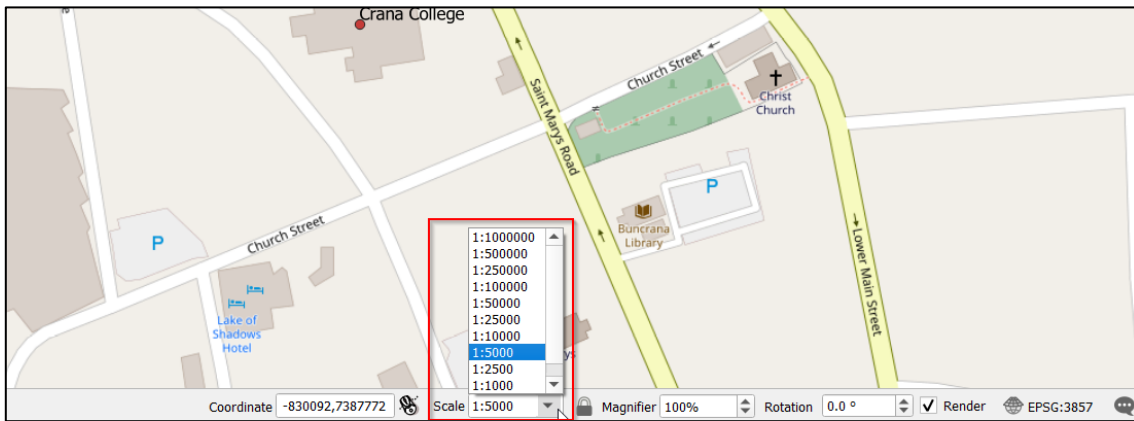 Crana College
Church Street
Christ
Church
Saint Marys Road
P
Buncrana
Library
Church Street
P
Lower Main Street
Lake of
Shadows
Hotel
1:1000000
1:500000
1:250000
1:100000
1:50000
1:25000
1:10000
1:5000
1:2500
1:1000
Coordinate -830092,7387772 Scale 1:5000 Magnifier 100% Rotation 0.0 ° Render EPSG:3857